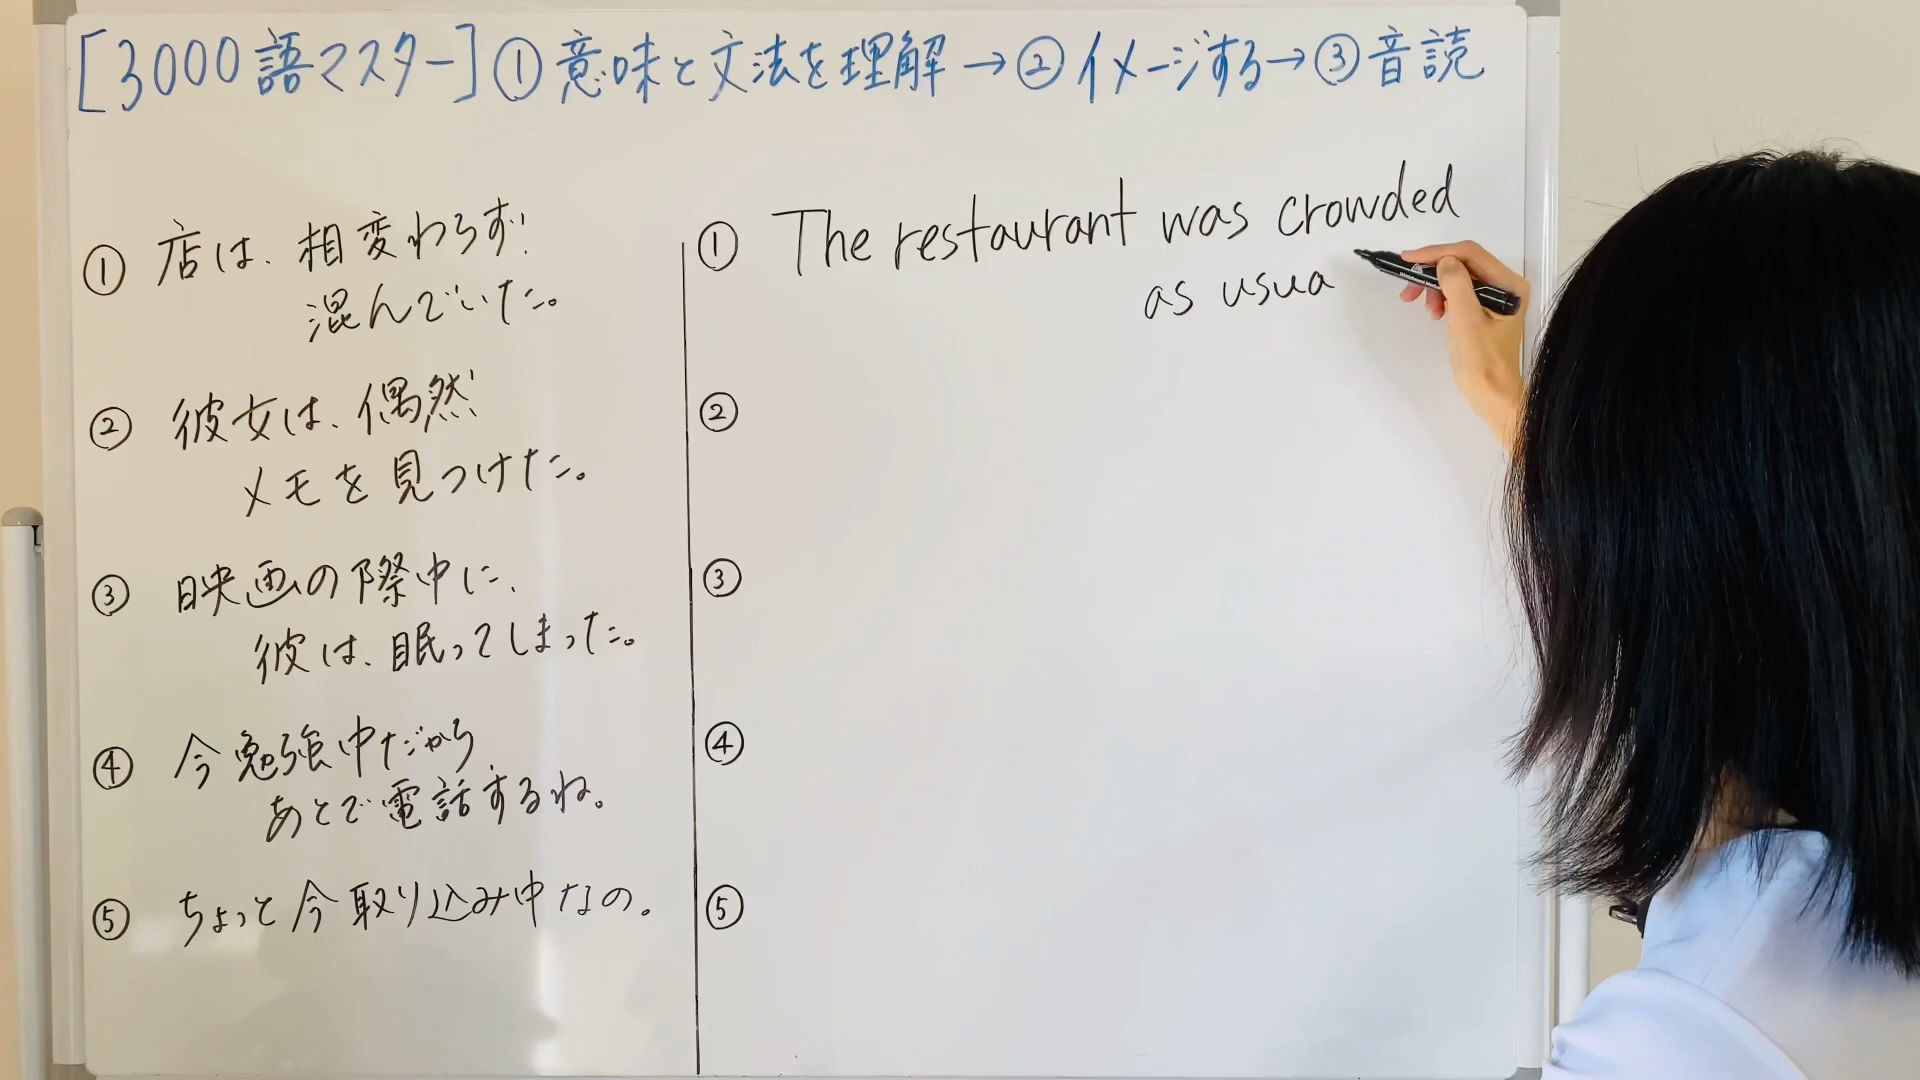 [3000語マスター]①意味と文法を理解→②イメージする→③音読
① 店は、相変わらず
混んでいた。
② 彼女は、偶然
メモを見つけた。
③ 映画の際中に、
彼は、眠ってしまった。
④ 今勉強中だから
あとで電話するね。
⑤ ちょっと今取り込み中なの。
① The restaurant was crowded
as usua
②
③
④
⑤